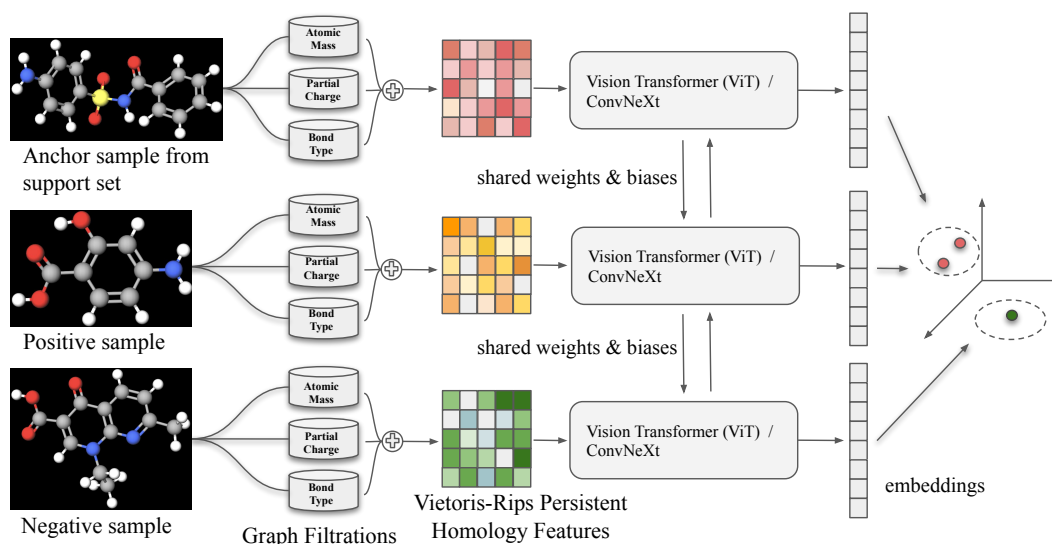 Atomic
Mass
Partial
Charge
Bond
Type
Vision Transformer (ViT) /
ConvNeXt
Anchor sample from
support set
shared weights & biases
Atomic
Mass
Partial
Charge
Bond
Type
Vision Transformer (ViT) /
ConvNeXt
Positive sample
shared weights & biases
Atomic
Mass
Partial
Charge
Bond
Type
Vision Transformer (ViT) /
ConvNeXt
embeddings
Negative sample
Graph Filtrations
Vietoris-Rips Persistent
Homology Features